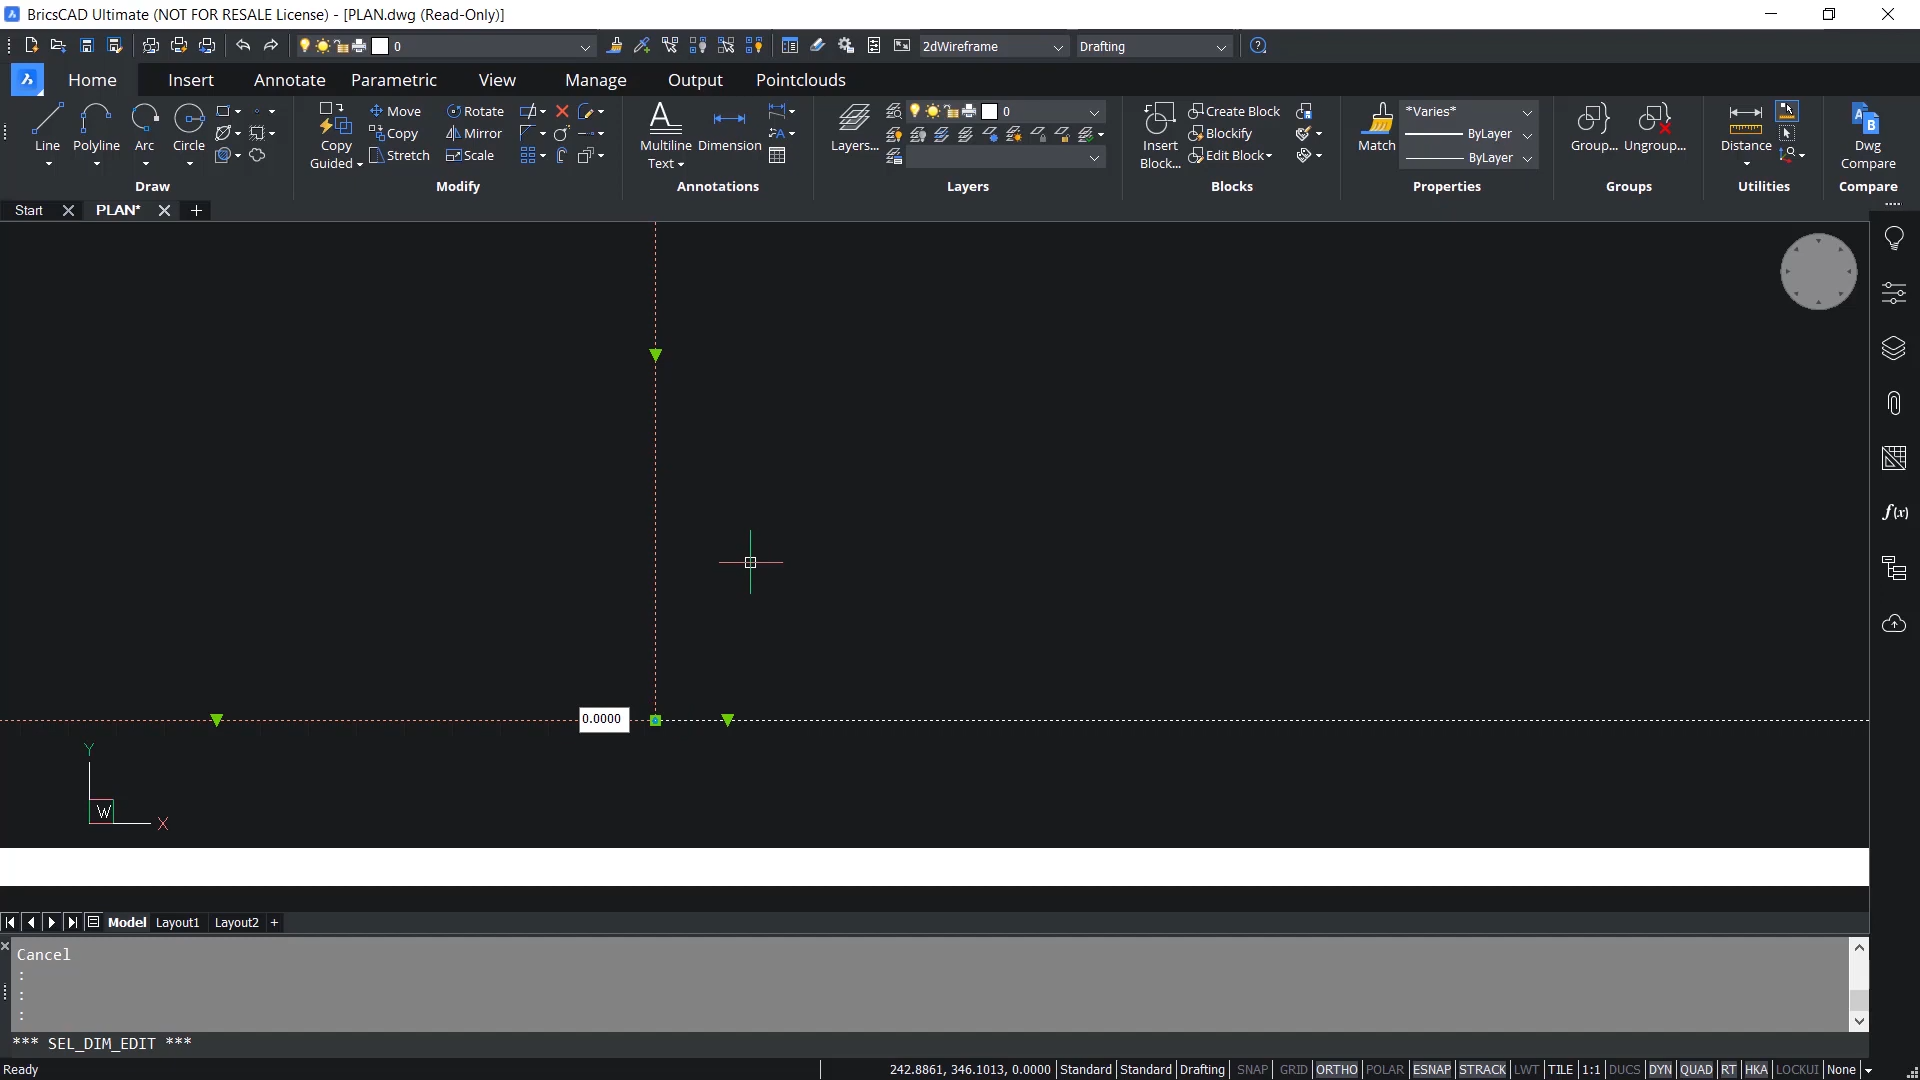 BricsCAD Ultimate (NOT FOR RESALE License) - [PLAN.dwg (Read-Only)]
0
2dWireframe
Drafting
Home Insert Annotate Parametric View Manage Output Pointclouds
Line
Polyline
Arc
Circle
Draw
Copy
Guided
Move
Copy
Stretch
Rotate
Mirror
Scale
Modify
Multiline
Text
Dimension
Annotations
Layers...
0
Layers
Insert
Block...
Create Block
Blockify
Edit Block
Blocks
Match
*Varies*
ByLayer
ByLayer
Properties
Group...
Ungroup...
Groups
Distance
Utilities
Dwg
Compare
Compare
Start
PLAN*
f(x)
0.0000
Y
W
X
Model Layout1 Layout2 +
Cancel
:
:
:
*** SEL_DIM_EDIT ***
Ready
242.8861, 346.1013, 0.0000 Standard Standard Drafting SNAP GRID ORTHO POLAR ESNAP STRACK LWT TILE 1:1 DUCS DYN QUAD RT HKA LOCKUI None